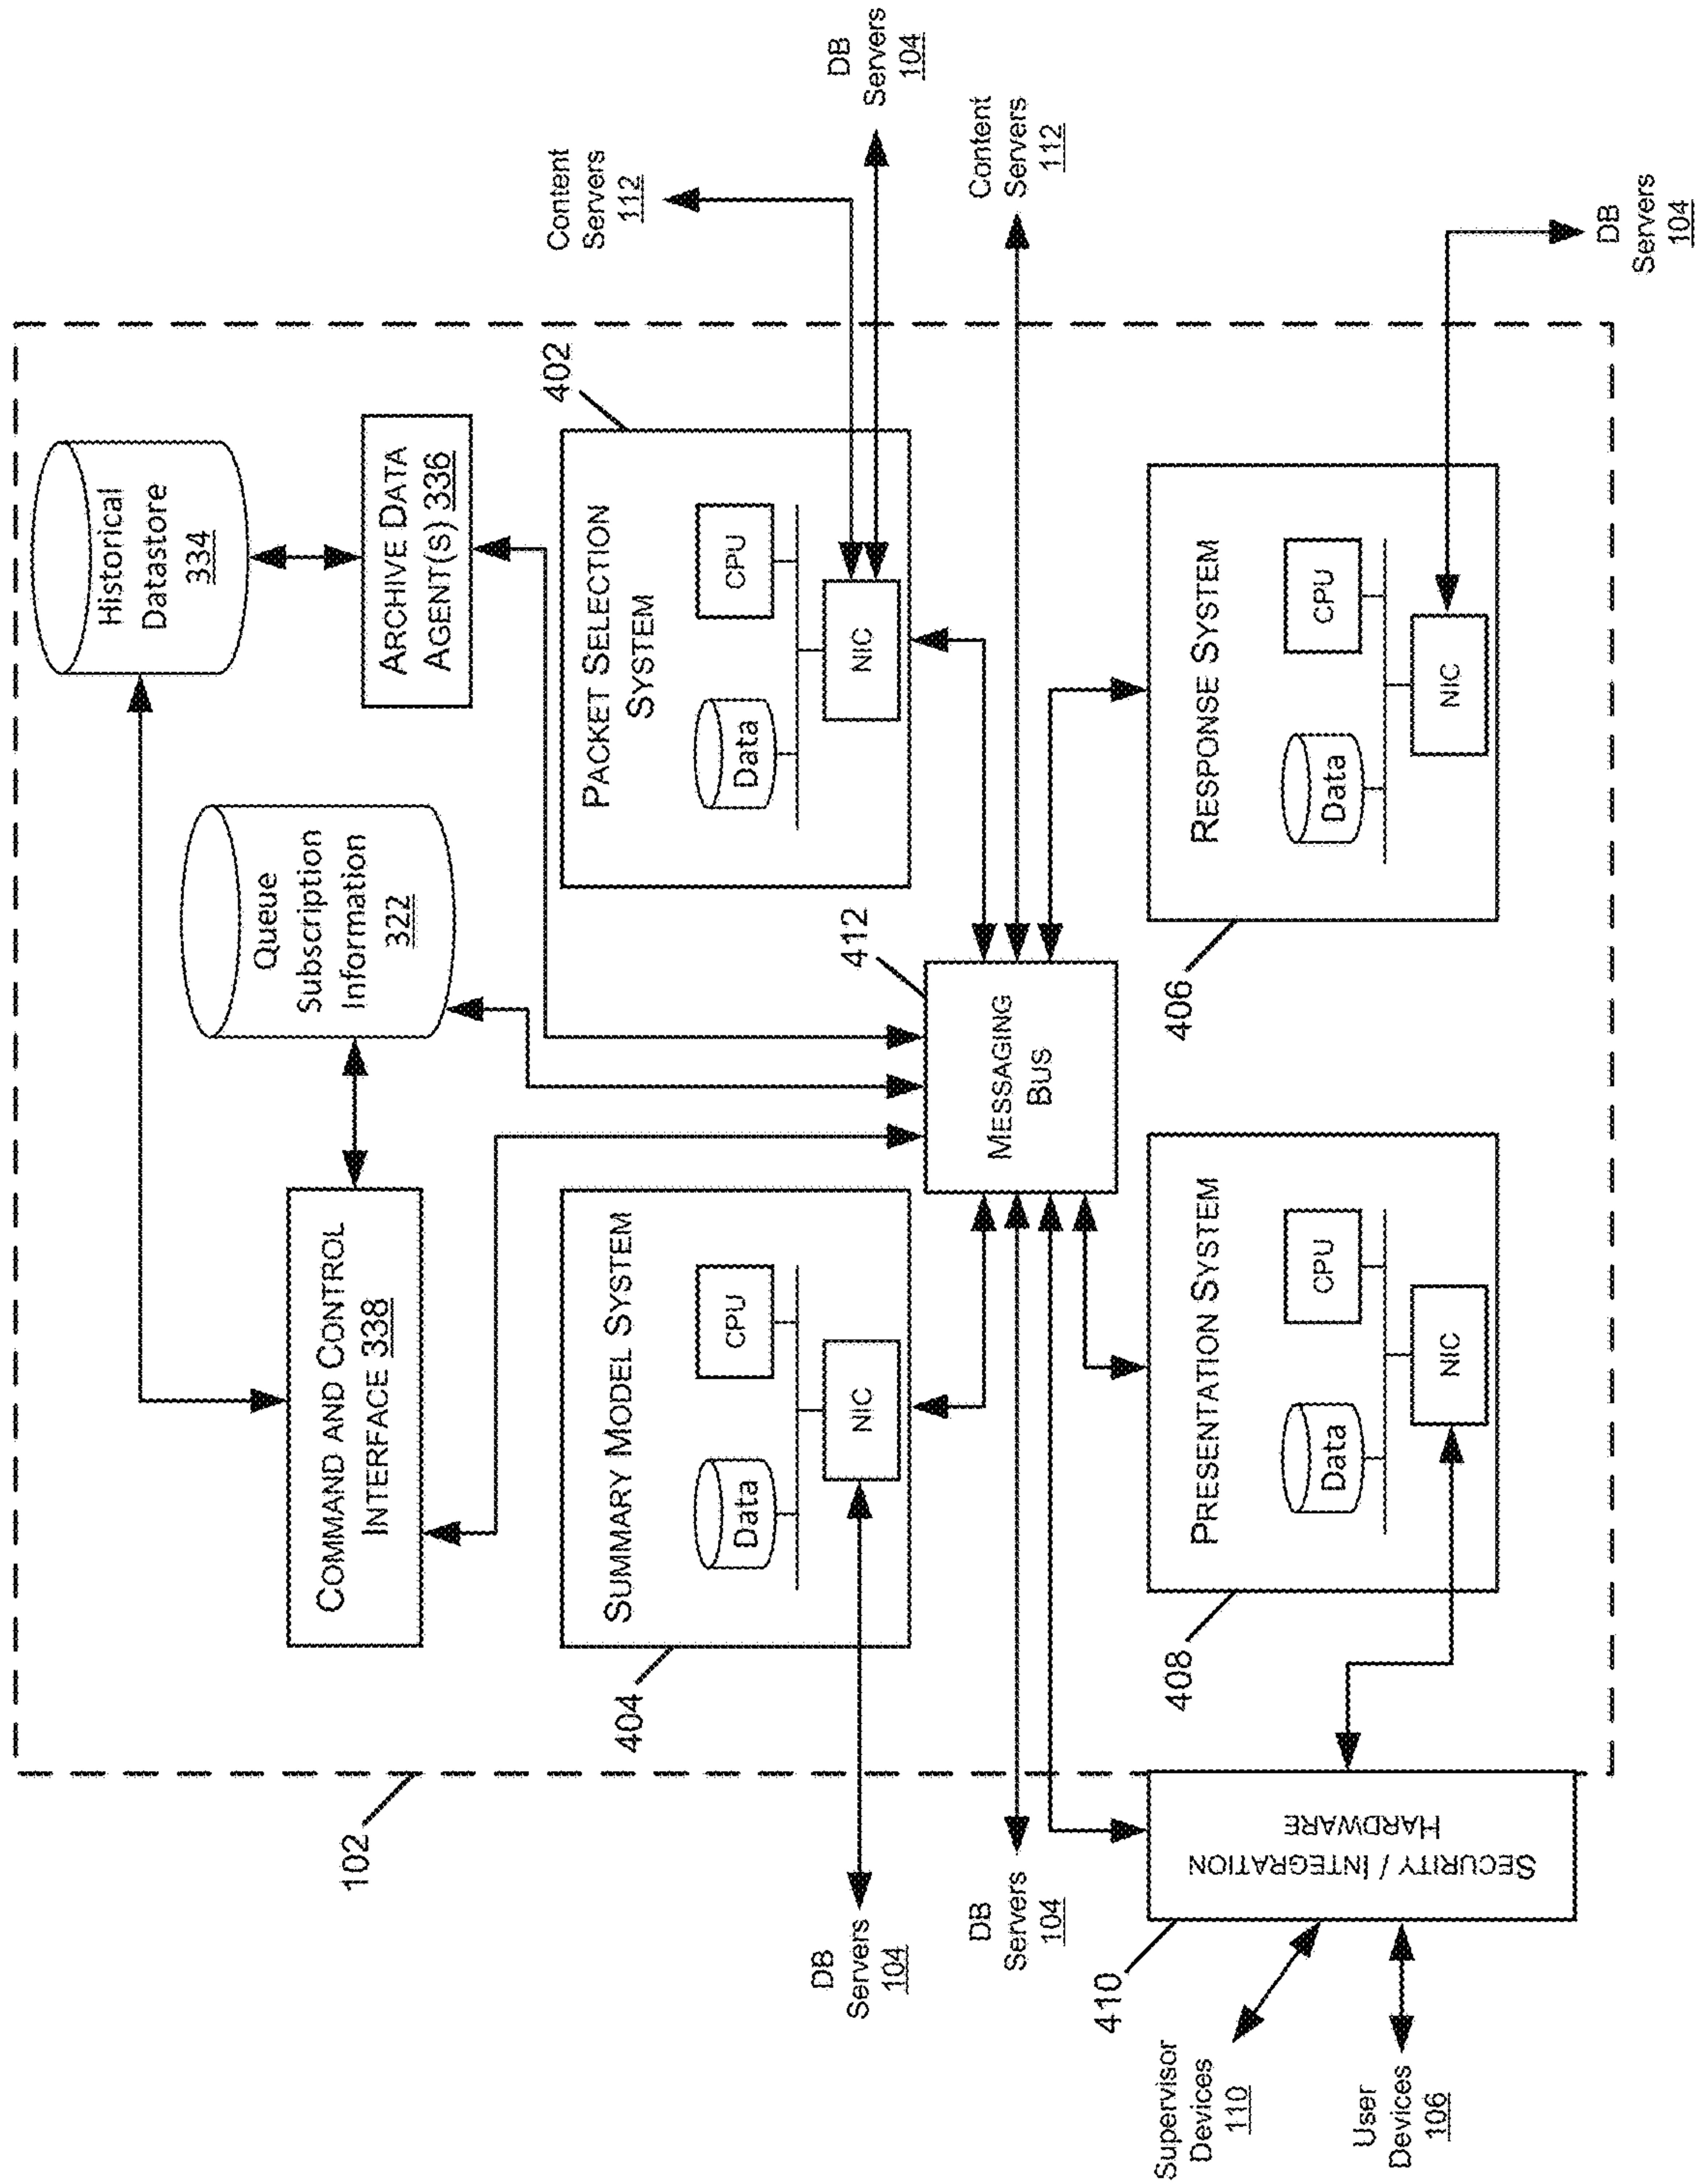 102
COMMAND AND CONTROL
INTERFACE 338
Queue
Subscription
Information
322
Historical
Datastore
334
ARCHIVE DATA
AGENT(S) 336
404
SUMMARY MODEL SYSTEM
Data
CPU
NIC
402
PACKET SELECTION
SYSTEM
Data
CPU
NIC
Content
Servers
112
DB
Servers
104
DB
Servers
104
412
MESSAGING
BUS
DB
Servers
104
Content
Servers
112
408
PRESENTATION SYSTEM
Data
CPU
NIC
406
RESPONSE SYSTEM
Data
CPU
NIC
DB
Servers
104
410
SECURITY / INTEGRATION
HARDWARE
Supervisor
Devices
110
User
Devices
106